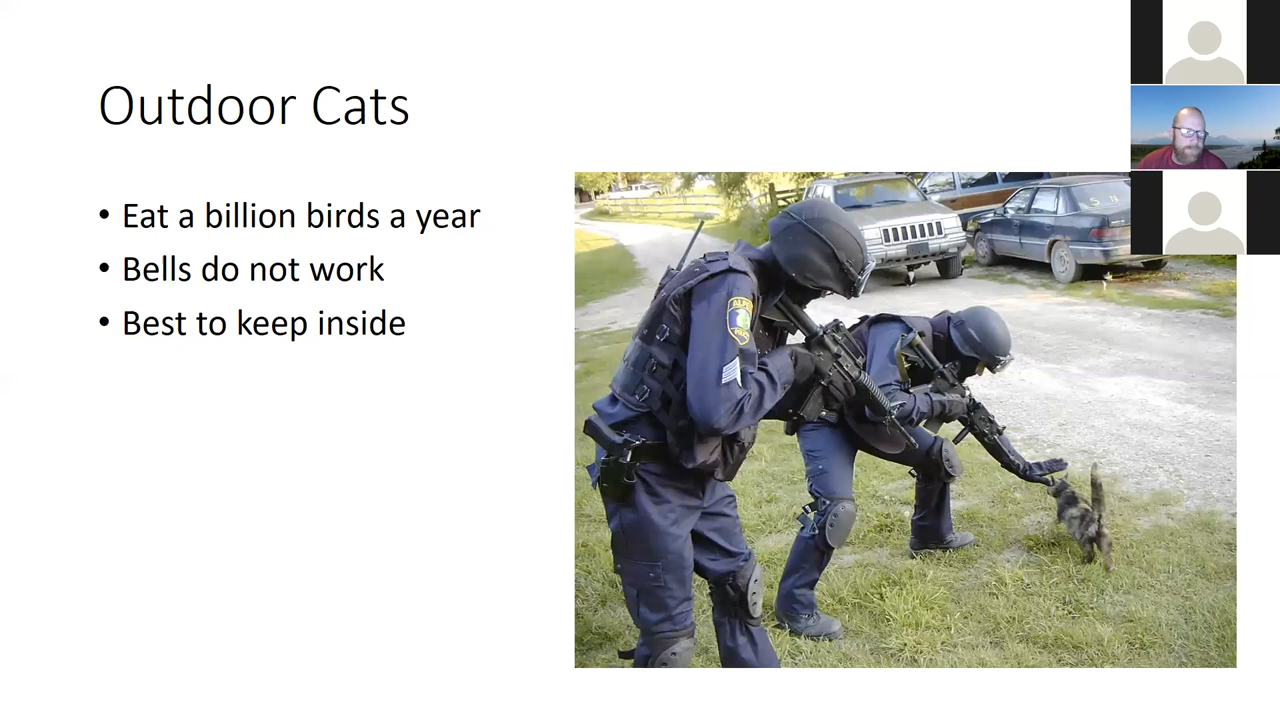 Outdoor Cats
• Eat a billion birds a year
• Bells do not work
• Best to keep inside